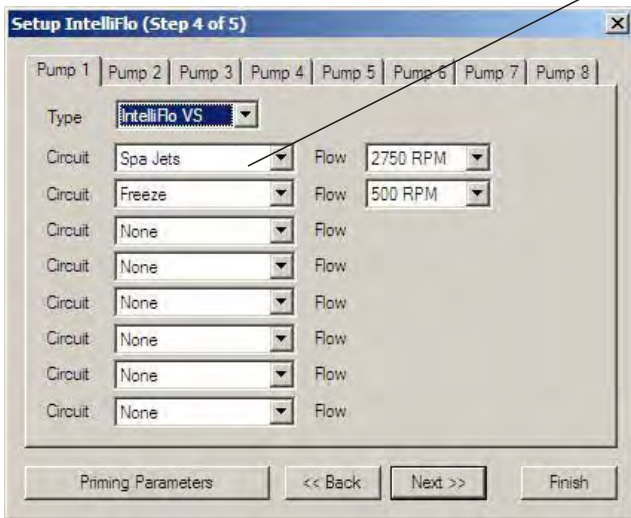 Setup IntelliFlo (Step 4 of 5)
Pump 1 Pump 2 Pump 3 Pump 4 Pump 5 Pump 6 Pump 7 Pump 8
Type IntelliFlo VS
Circuit Spa Jets Flow 2750 RPM
Circuit Freeze Flow 500 RPM
Circuit None Flow
Circuit None Flow
Circuit None Flow
Circuit None Flow
Circuit None Flow
Circuit None Flow
Priming Parameters << Back Next >> Finish